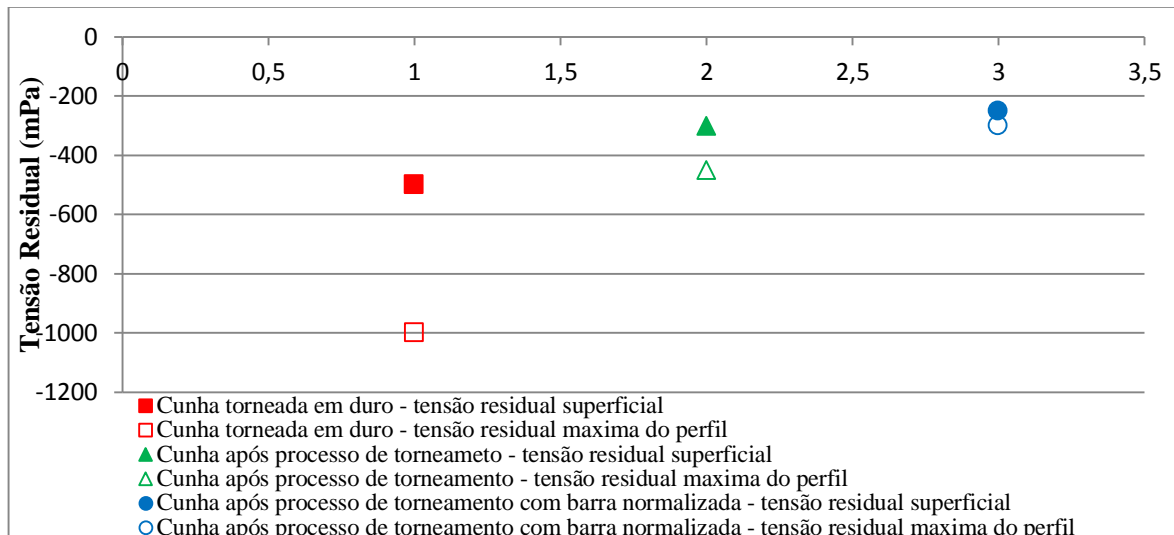 0
0 0,5 1 1,5 2 2,5 3 3,5
-200
-400
-600
-800
-1000
-1200
Tensão Residual (mPa)
Cunha torneada em duro - tensão residual superficial
Cunha torneada em duro - tensão residual maxima do perfil
Cunha após processo de torneameto - tensão residual superficial
Cunha após processo de torneamento - tensão residual maxima do perfil
Cunha após processo de torneamento com barra normalizada - tensão residual superficial
Cunha após processo de torneamento com barra normalizada - tensão residual maxima do perfil